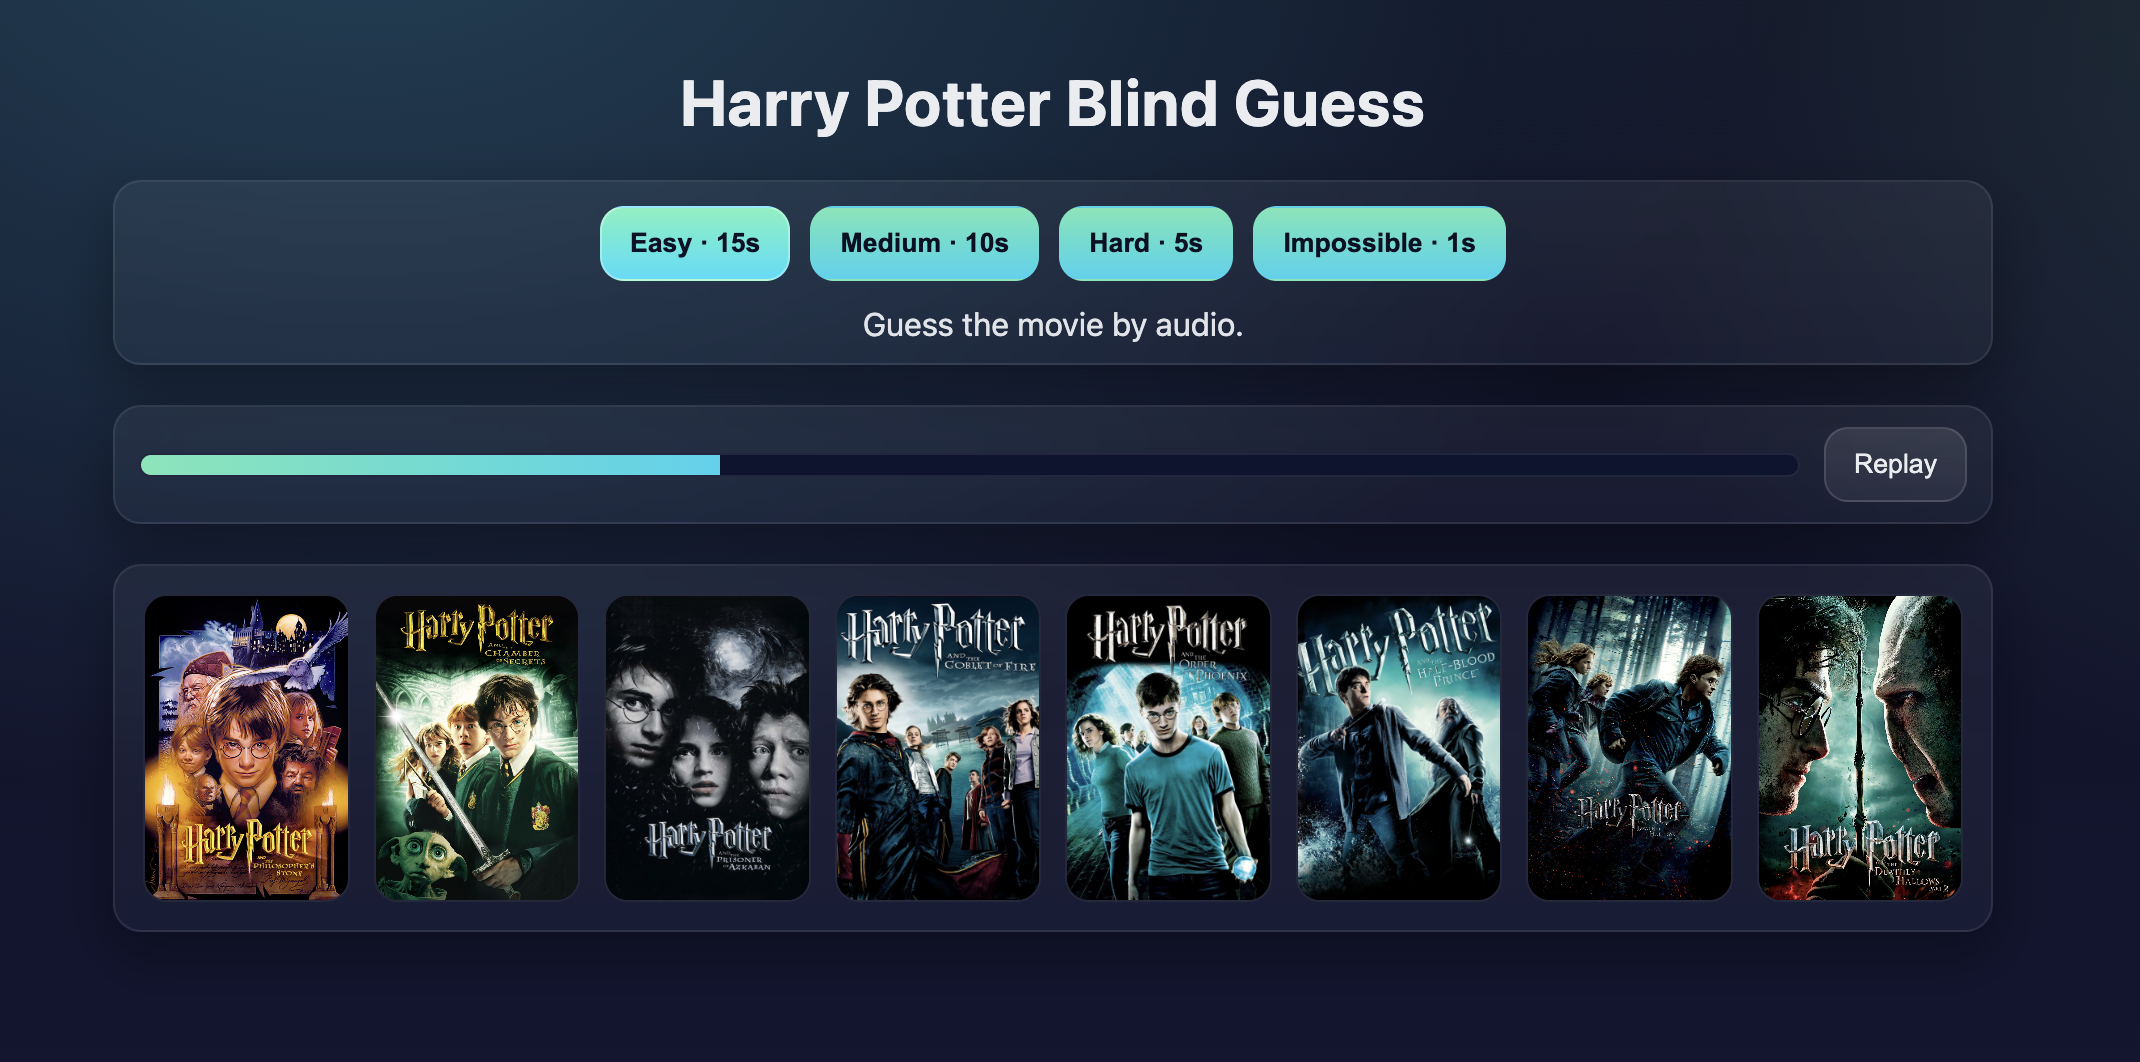 Harry Potter Blind Guess
Easy · 15s
Medium · 10s
Hard · 5s
Impossible · 1s
Guess the movie by audio.
Replay
Harry Potter
AND THE
PHILOSOPHER'S
STONE
Harry Potter
AND THE
CHAMBER
OF SECRETS
Harry Potter
AND THE
PRISONER
OF AZKABAN
Harry Potter
AND THE
GOBLET OF FIRE
Harry Potter
AND THE
ORDER
OF THE
PHOENIX
Harry Potter
AND THE
HALF-BLOOD
PRINCE
Harry Potter
Harry Potter
AND THE
DEATHLY
HALLOWS
PART 2